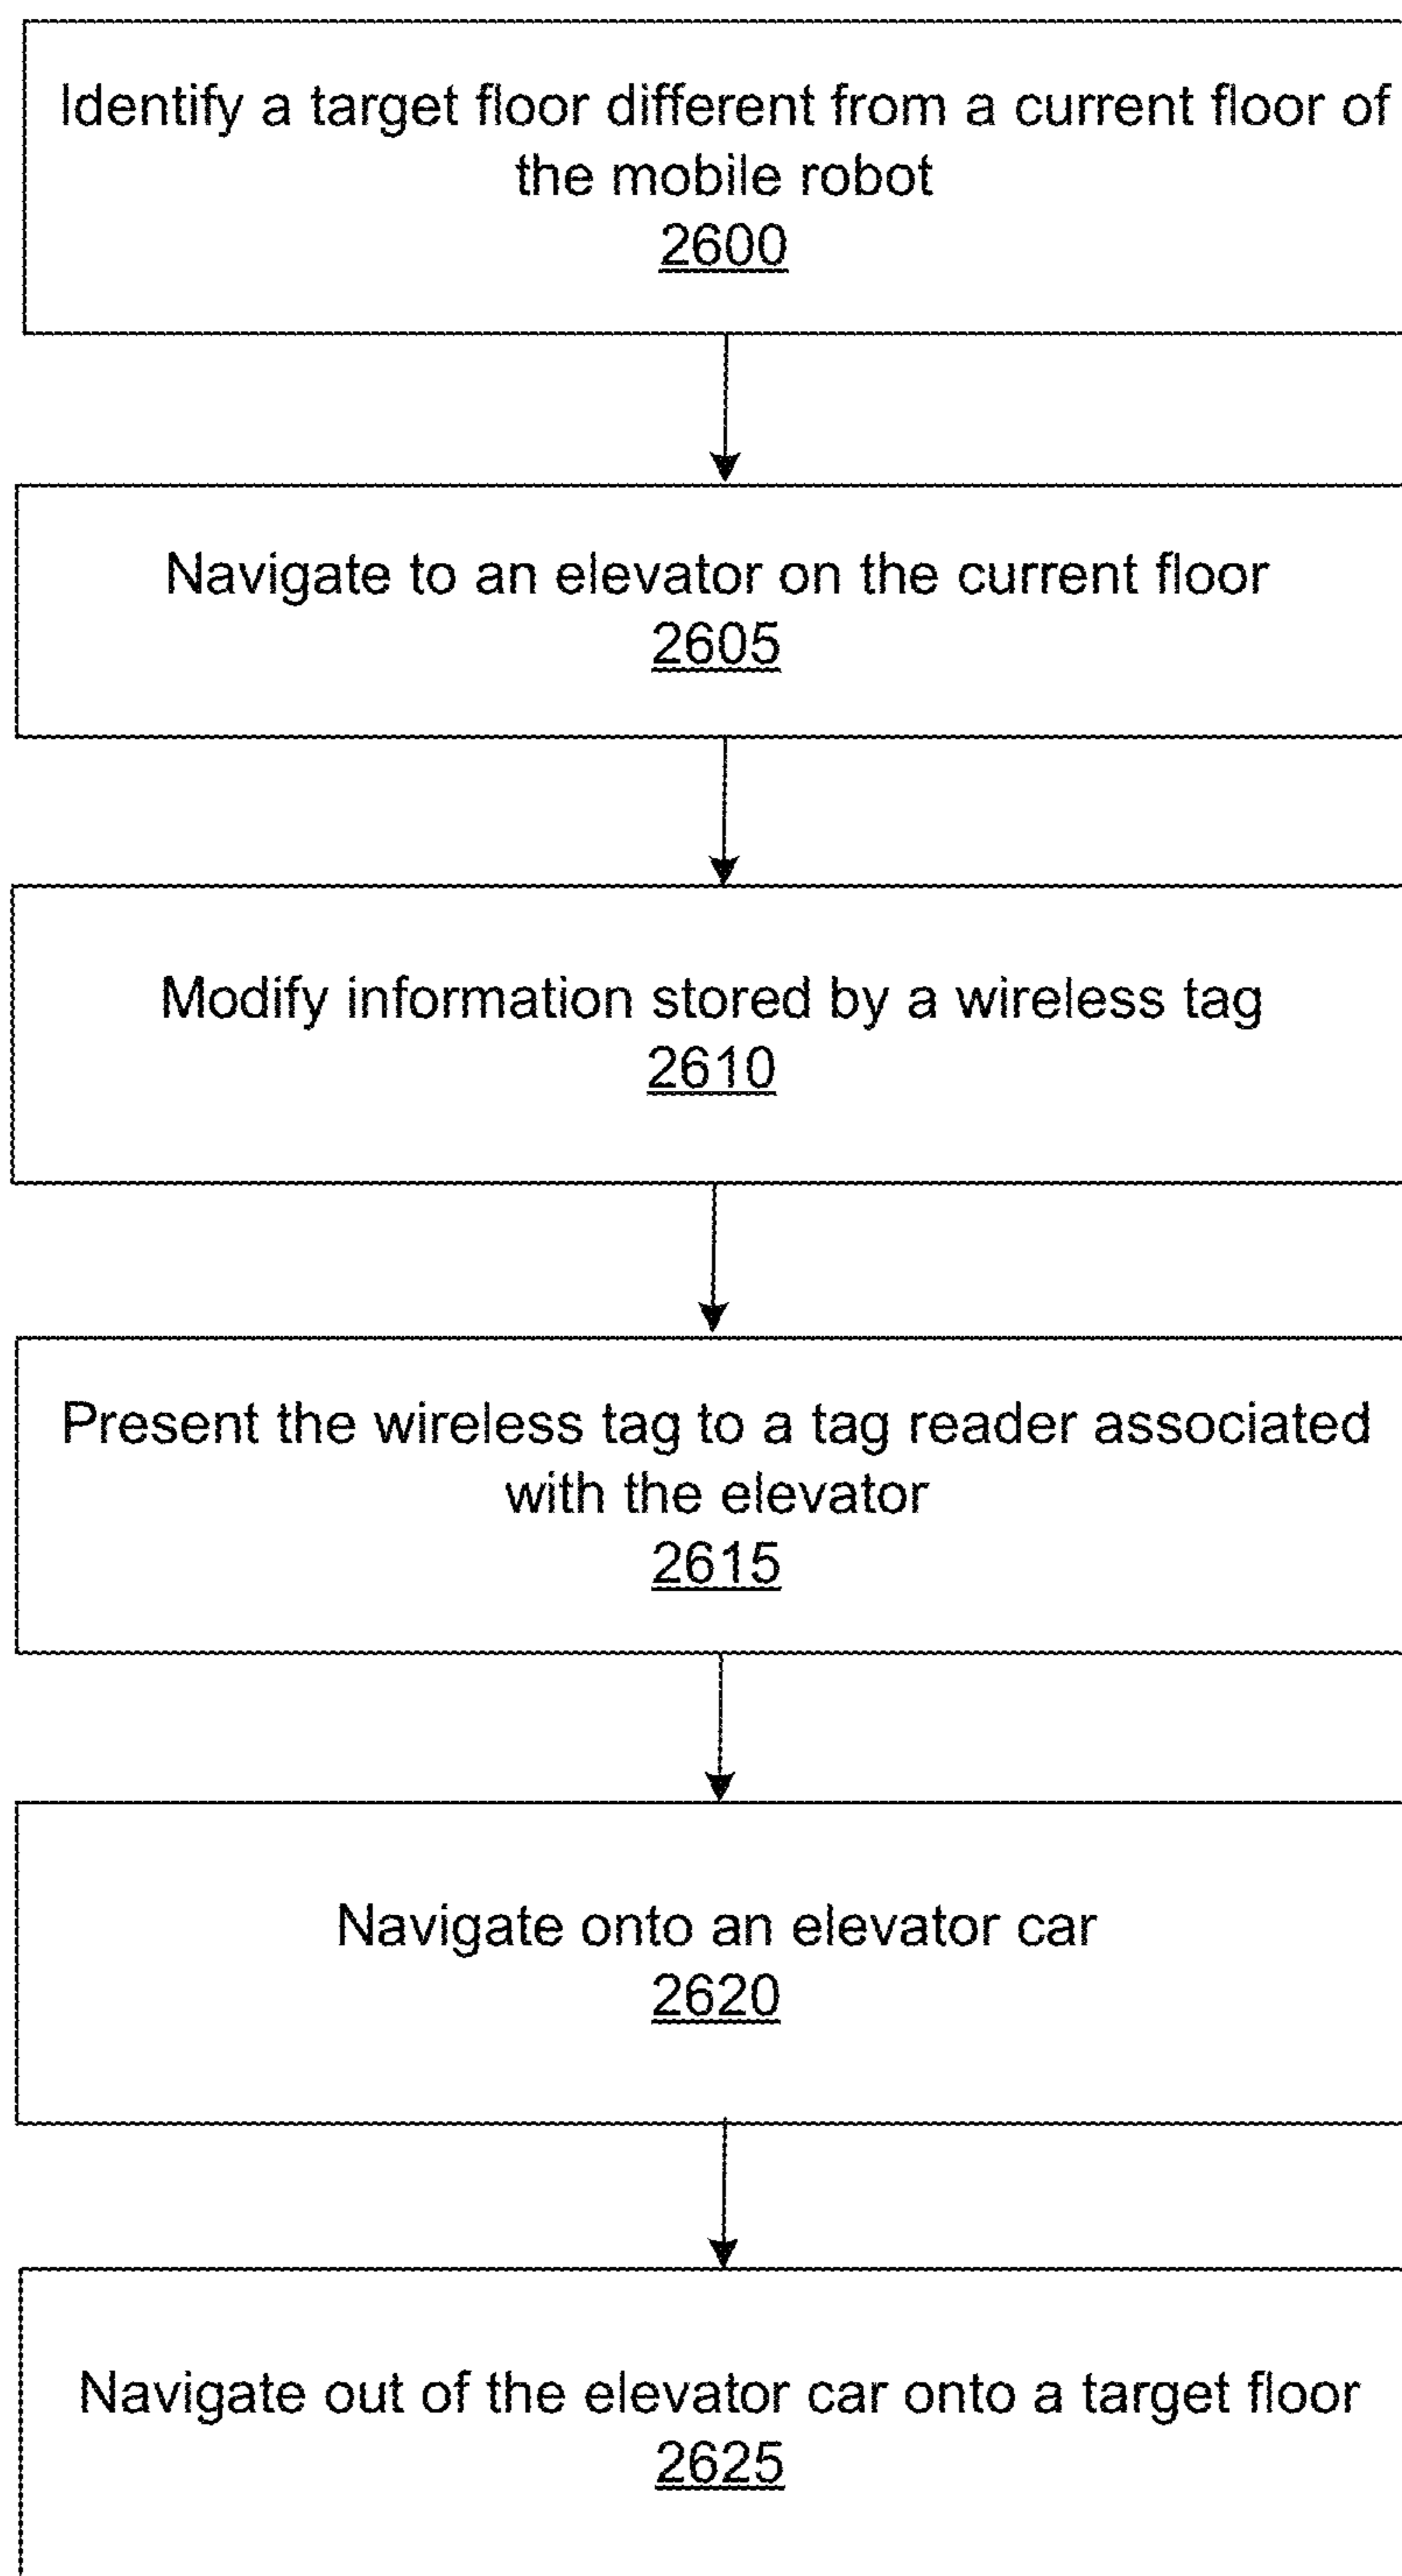 Identify a target floor different from a current floor of
the mobile robot
2600
Navigate to an elevator on the current floor
2605
Modify information stored by a wireless tag
2610
Present the wireless tag to a tag reader associated
with the elevator
2615
Navigate onto an elevator car
2620
Navigate out of the elevator car onto a target floor
2625